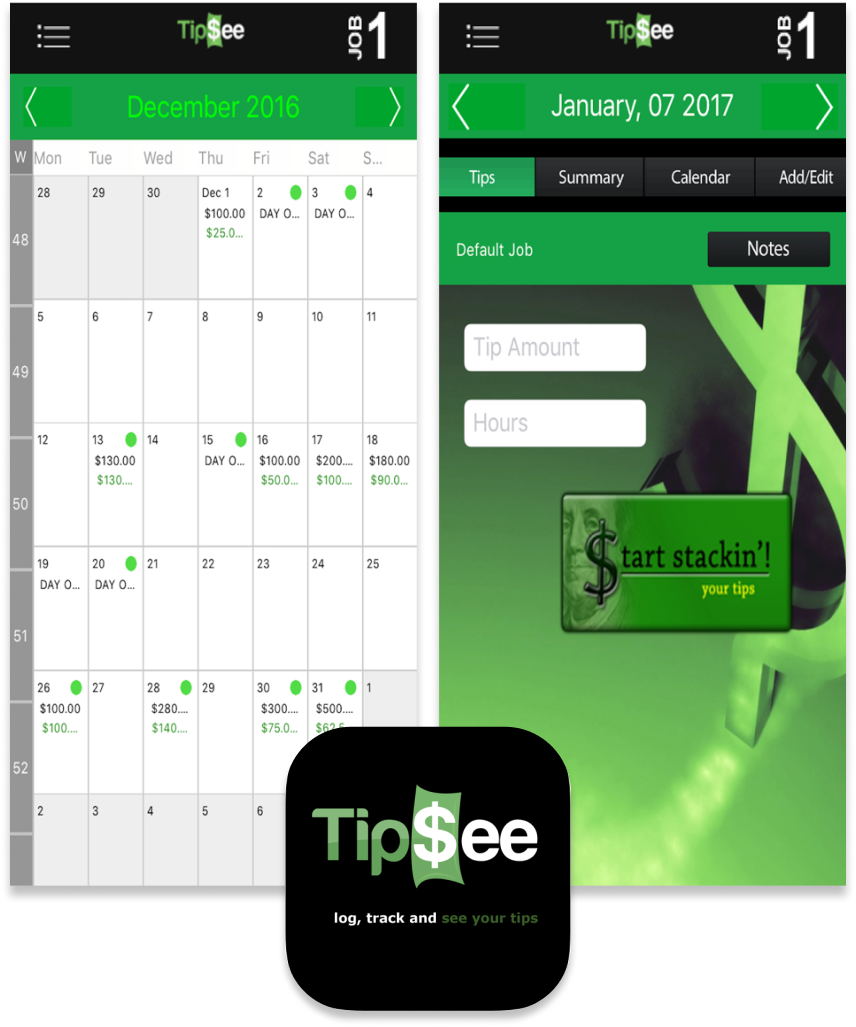 TipSee
JOB 1
December 2016
W Mon Tue Wed Thu Fri Sat S...
48
28 29 30 Dec 1 2 3 4
$100.00 DAY O... DAY O...
$25.0...
49
5 6 7 8 9 10 11
50
12 13 14 15 16 17 18
$130.00 DAY O... $100.00 $200.... $180.00
$130.... $50.0... $100.... $90.0...
51
19 20 21 22 23 24 25
DAY O... DAY O...
52
26 27 28 29 30 31 1
$100.00 $280.... $300.... $500....
$100.... $140.... $75.0... $62.5...
2 3 4 5 6
TipSee
JOB 1
January, 07 2017
Tips Summary Calendar Add/Edit
Default Job Notes
Tip Amount
Hours
$tart stackin'!
your tips
Tip$ee
log, track and see your tips